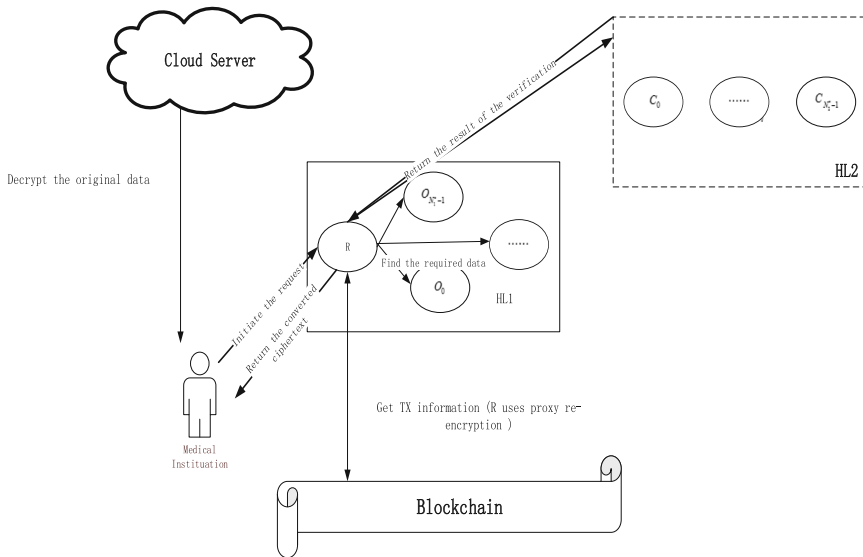 Cloud Server
Return the result of the verification
C₀
......
HL2
Decrypt the original data
R
......
Find the required data
O₀
HL1
Initiate the request
Return the converted
ciphertext
Get TX information (R uses proxy re-
encryption )
Medical
Instituation
Blockchain